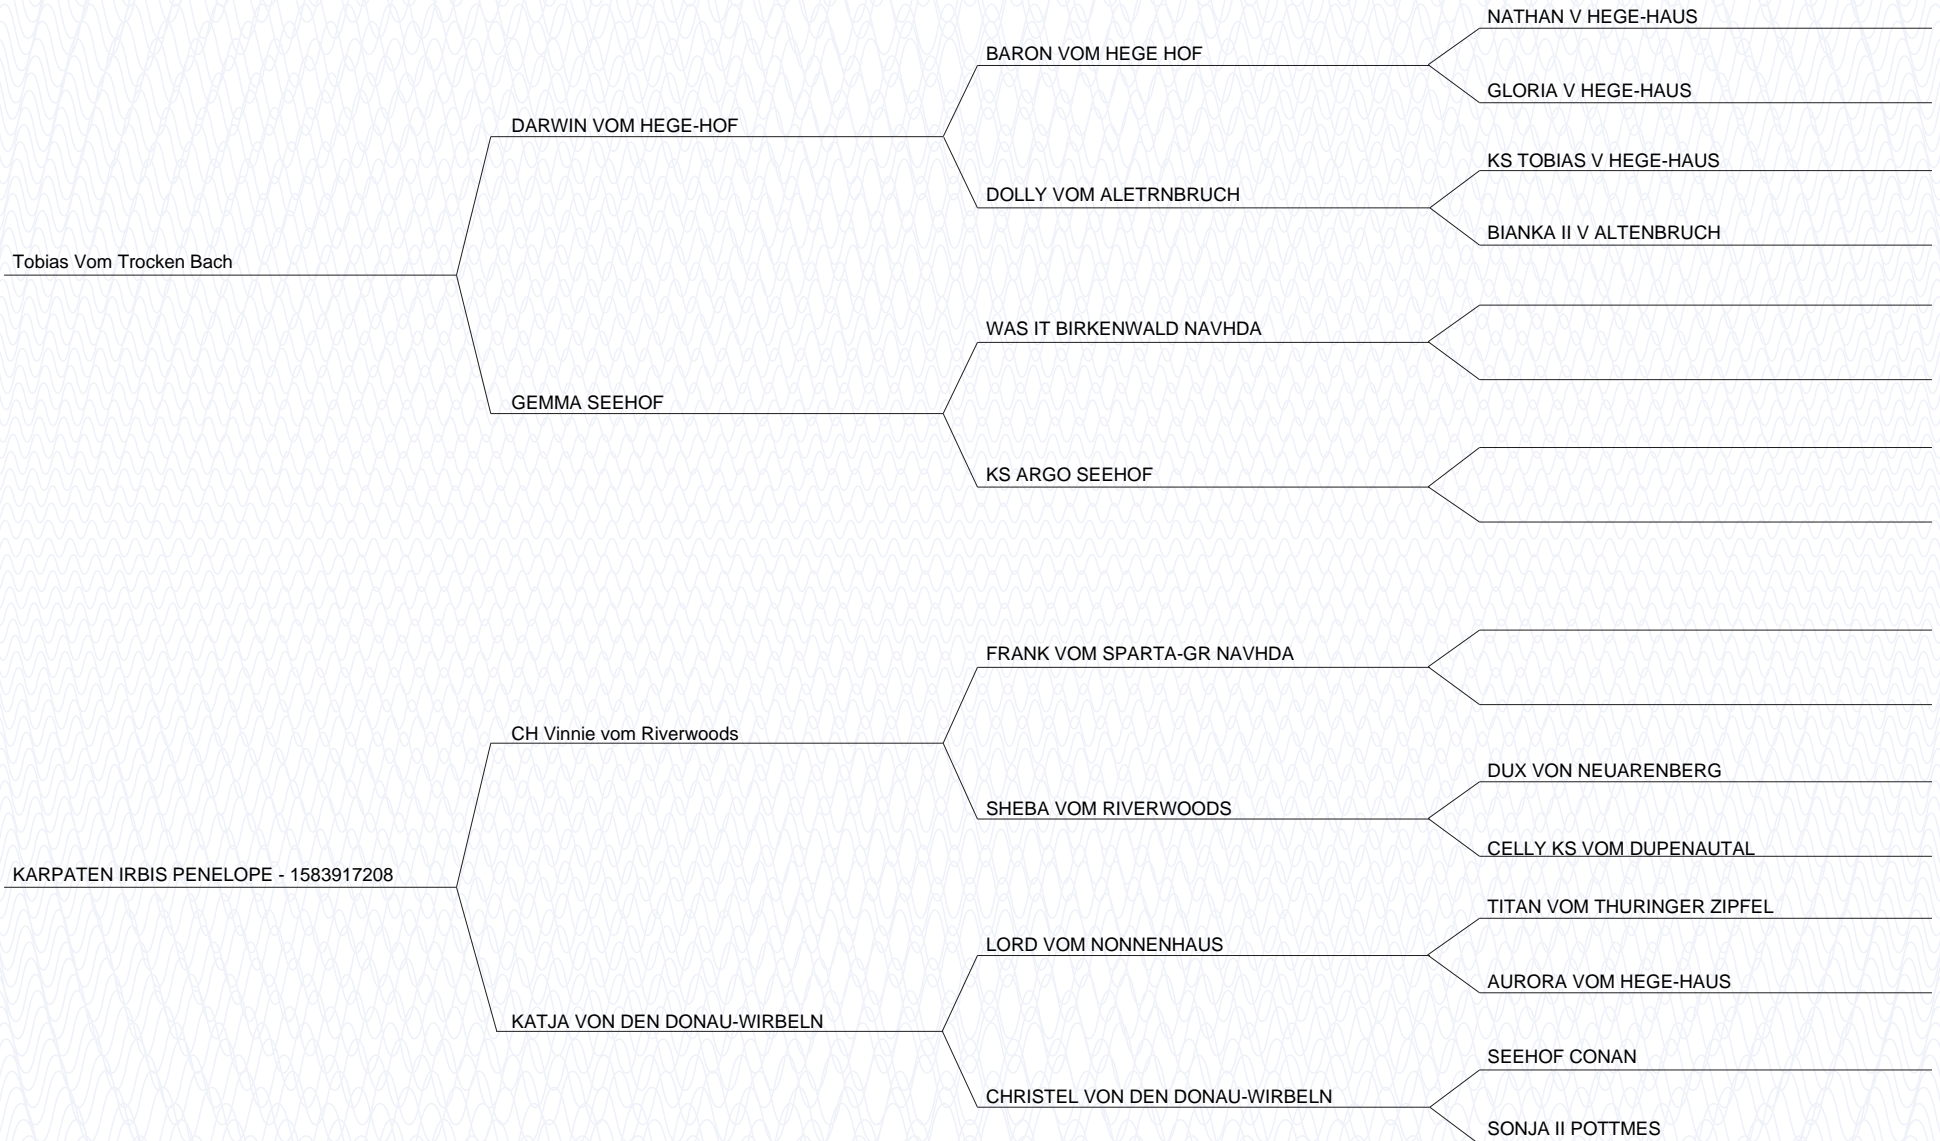 NATHAN V HEGE-HAUS
BARON VOM HEGE HOF
GLORIA V HEGE-HAUS
DARWIN VOM HEGE-HOF
KS TOBIAS V HEGE-HAUS
DOLLY VOM ALETRNBRUCH
BIANKA II V ALTENBRUCH
Tobias Vom Trocken Bach
WAS IT BIRKENWALD NAVHDA
GEMMA SEEHOF
KS ARGO SEEHOF
FRANK VOM SPARTA-GR NAVHDA
CH Vinnie vom Riverwoods
DUX VON NEUARENBERG
SHEBA VOM RIVERWOODS
CELLY KS VOM DUPENAUTAL
KARPATEN IRBIS PENELOPE - 1583917208
TITAN VOM THURINGER ZIPFEL
LORD VOM NONNENHAUS
AURORA VOM HEGE-HAUS
KATJA VON DEN DONAU-WIRBELN
SEEHOF CONAN
CHRISTEL VON DEN DONAU-WIRBELN
SONJA II POTTMES